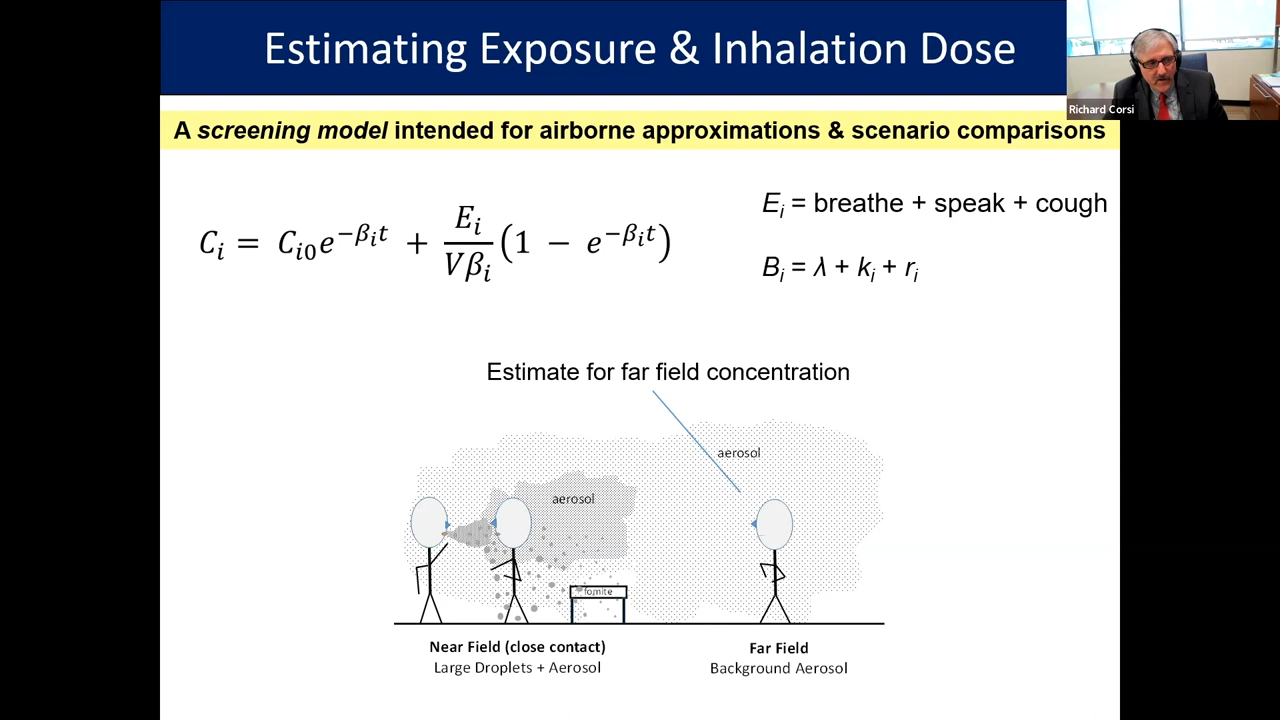 Estimating Exposure & Inhalation Dose
Richard Corsi
A screening model intended for airborne approximations & scenario comparisons
Cᵢ = Cᵢ₀e^(−βᵢt) + Eᵢ/(Vβᵢ) (1 − e^(−βᵢt))
Eᵢ = breathe + speak + cough
Bᵢ = λ + kᵢ + rᵢ
Estimate for far field concentration
aerosol
aerosol
fomite
Near Field (close contact)
Large Droplets + Aerosol
Far Field
Background Aerosol